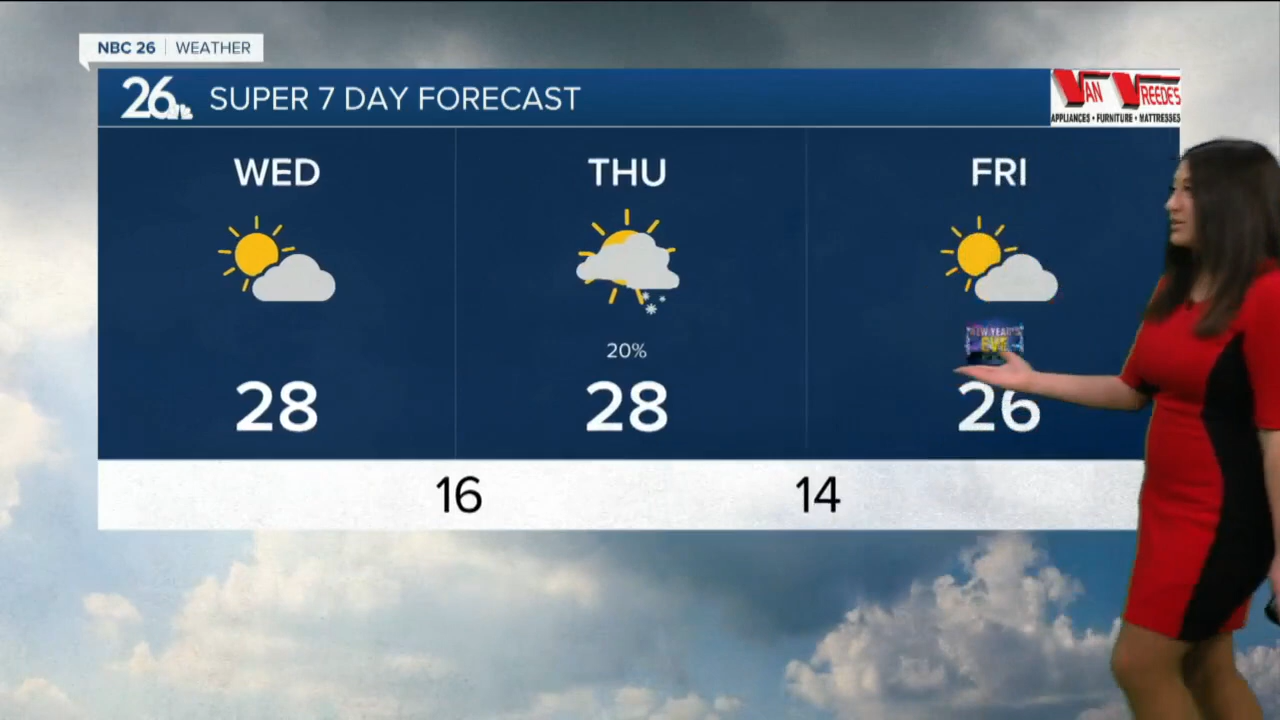 NBC 26 | WEATHER
26 SUPER 7 DAY FORECAST
VAN VREEDE'S
APPLIANCES • FURNITURE • MATTRESSES
WED THU FRI
NEW YEAR'S
EVE
20%
28 28 26
16 14